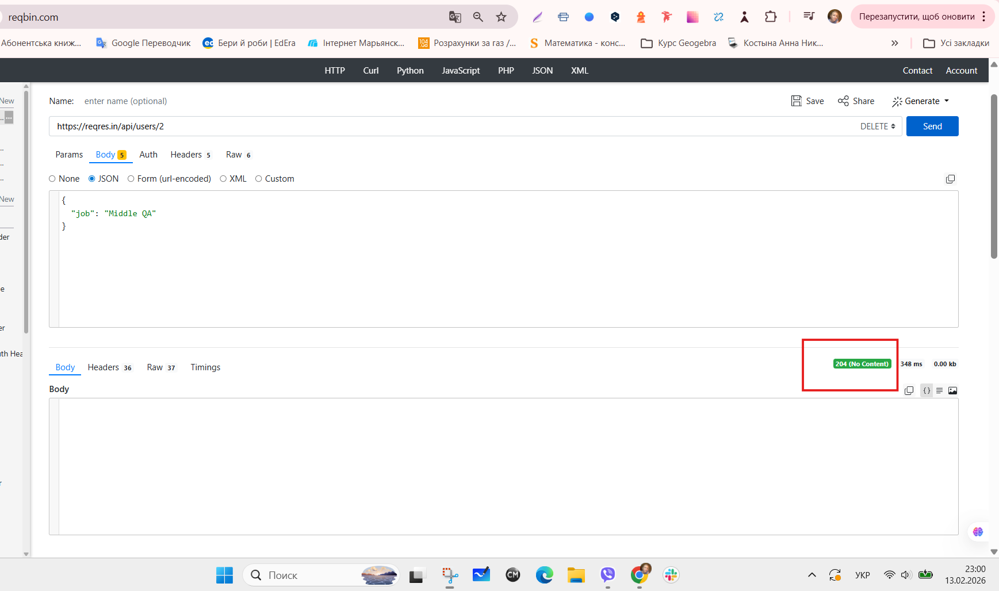 reqbin.com
Перезапустити, щоб оновити
Абонентська книж...
Google Переводчик
Бери й роби | EdEra
Інтернет Марьянск...
Розрахунки за газ /...
Математика - конс...
Курс Geogebra
Костына Анна Ник...
Усі закладки
HTTP Curl Python JavaScript PHP JSON XML
Contact Account
New
Name: enter name (optional)
Save Share Generate
https://reqres.in/api/users/2
DELETE
Send
Params Body 5 Auth Headers 5 Raw 6
None JSON Form (url-encoded) XML Custom
{
"job": "Middle QA"
}
New
der
e
er
uth Hea
r
Body Headers 36 Raw 37 Timings
204 (No Content) 348 ms 0.00 kb
Body
{}
Поиск
CM
УКР
23:00
13.02.2026